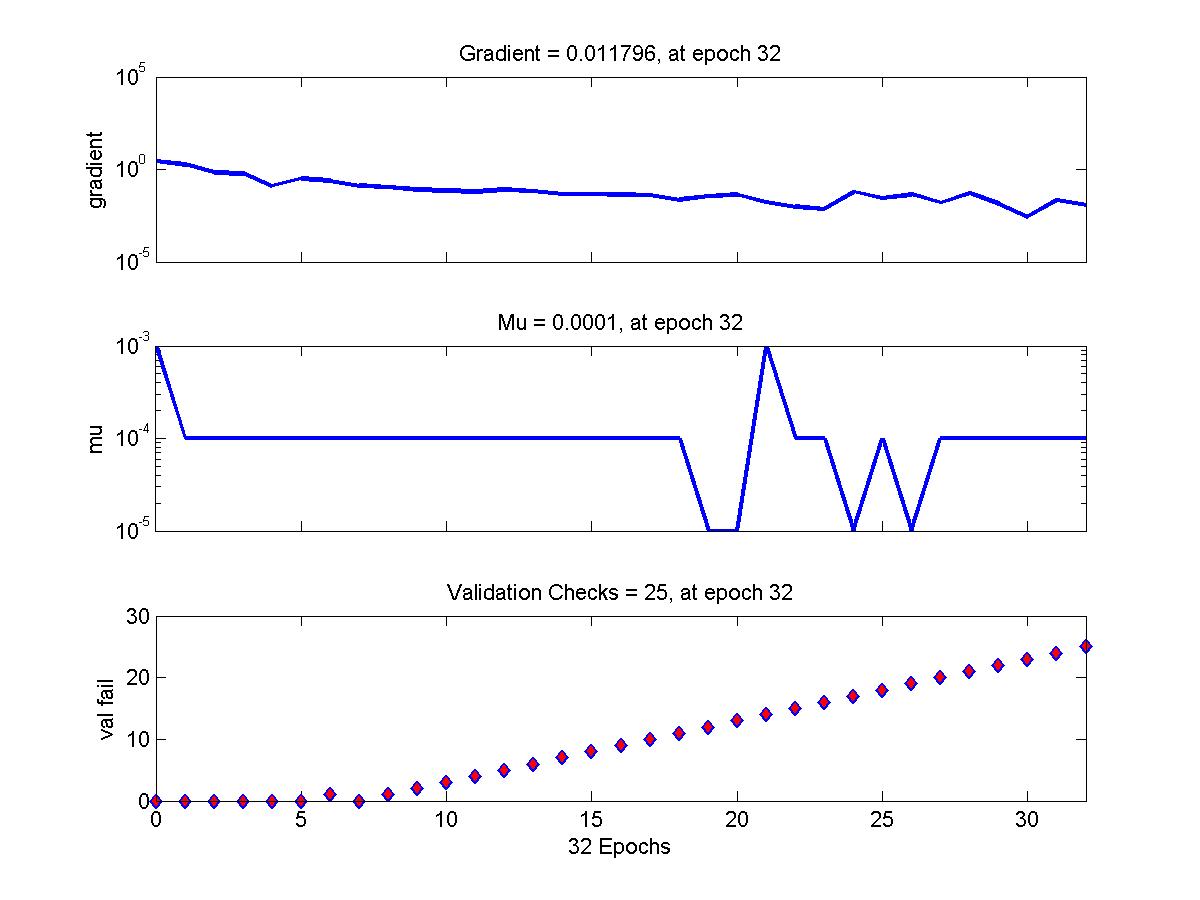 Gradient = 0.011796, at epoch 32
10^5
10^0
10^-5
gradient
Mu = 0.0001, at epoch 32
10^-3
10^-4
10^-5
mu
Validation Checks = 25, at epoch 32
30
20
10
0
val fail
0 5 10 15 20 25 30
32 Epochs